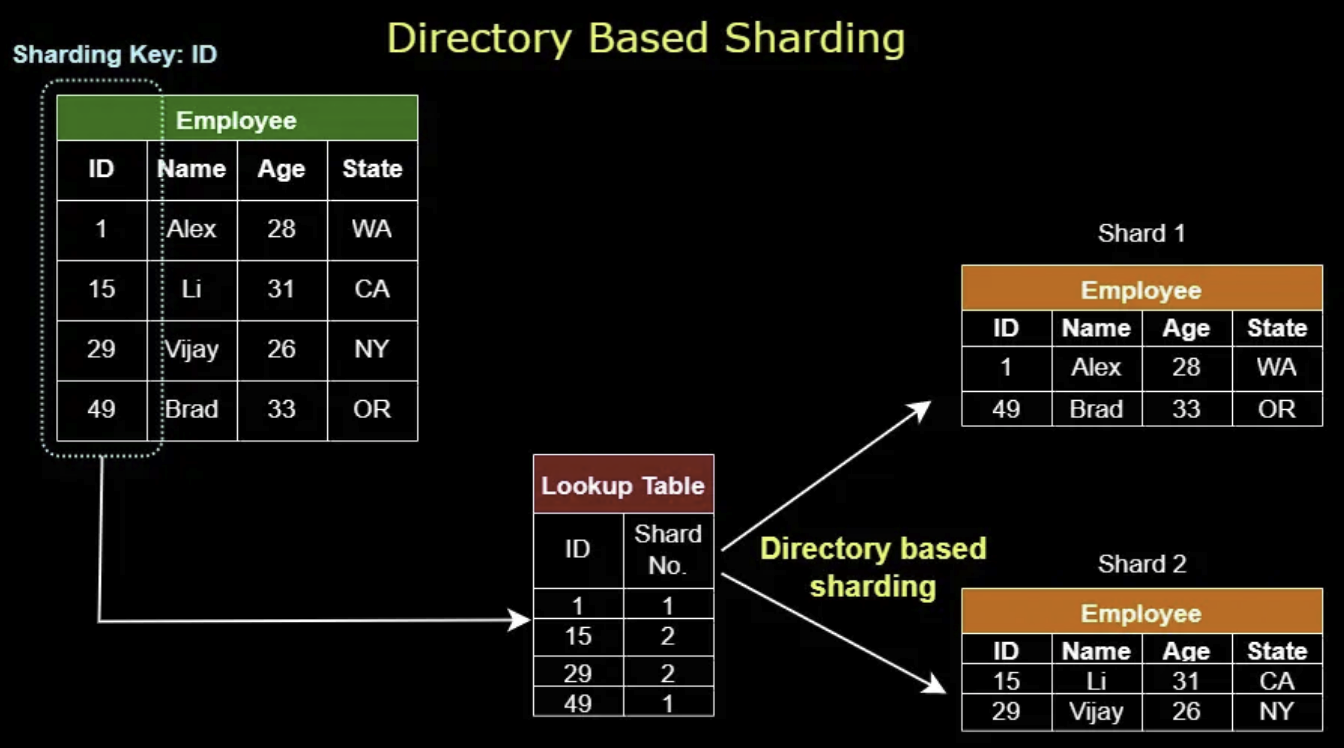 Directory Based Sharding
Sharding Key: ID
Employee
ID Name Age State
1 Alex 28 WA
15 Li 31 CA
29 Vijay 26 NY
49 Brad 33 OR
Lookup Table
ID Shard No.
1 1
15 2
29 2
49 1
Directory based
sharding
Shard 1
Employee
ID Name Age State
1 Alex 28 WA
49 Brad 33 OR
Shard 2
Employee
ID Name Age State
15 Li 31 CA
29 Vijay 26 NY